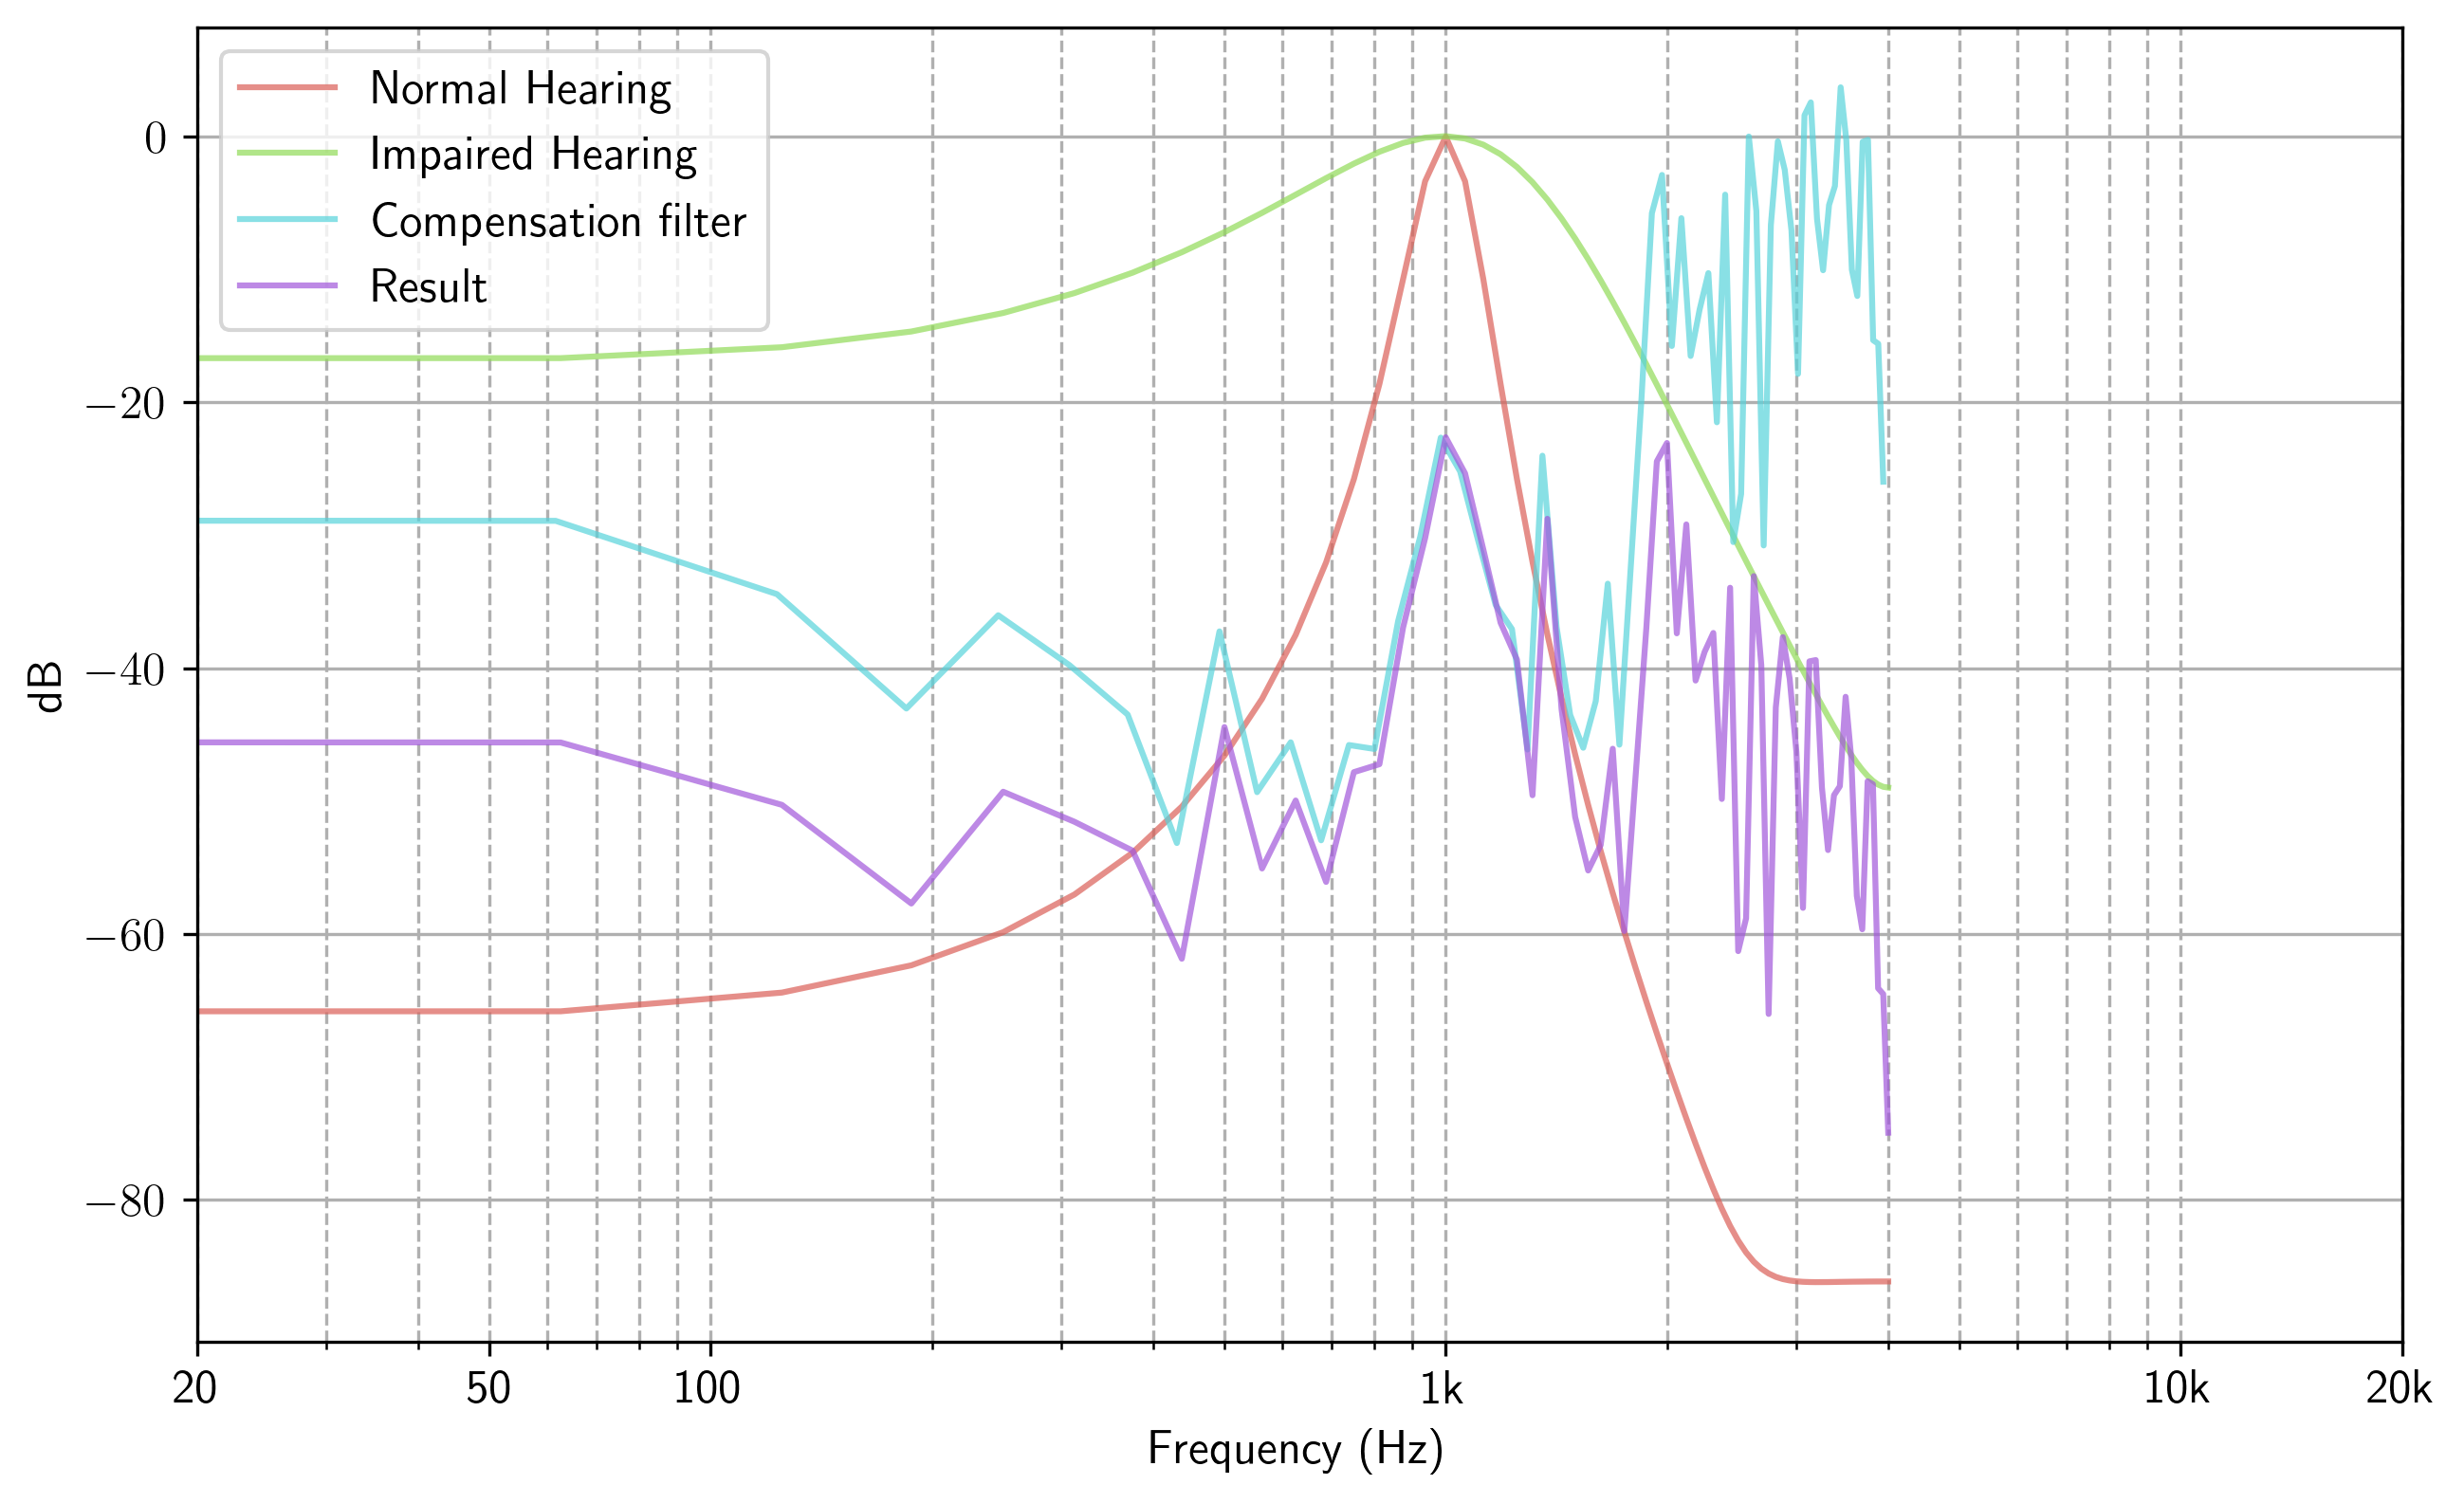 Normal Hearing
Impaired Hearing
Compensation filter
Result
0
−20
−40
−60
−80
dB
20 50 100 1k 10k 20k
Frequency (Hz)